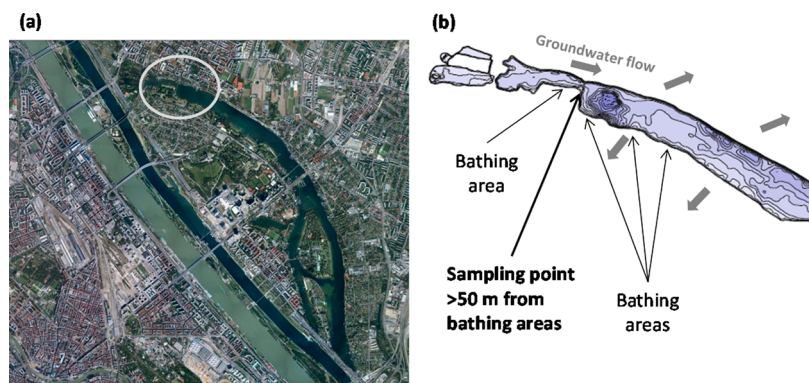 (a)
(b)
Groundwater flow
Bathing
area
Sampling point
>50 m from
bathing areas
Bathing
areas